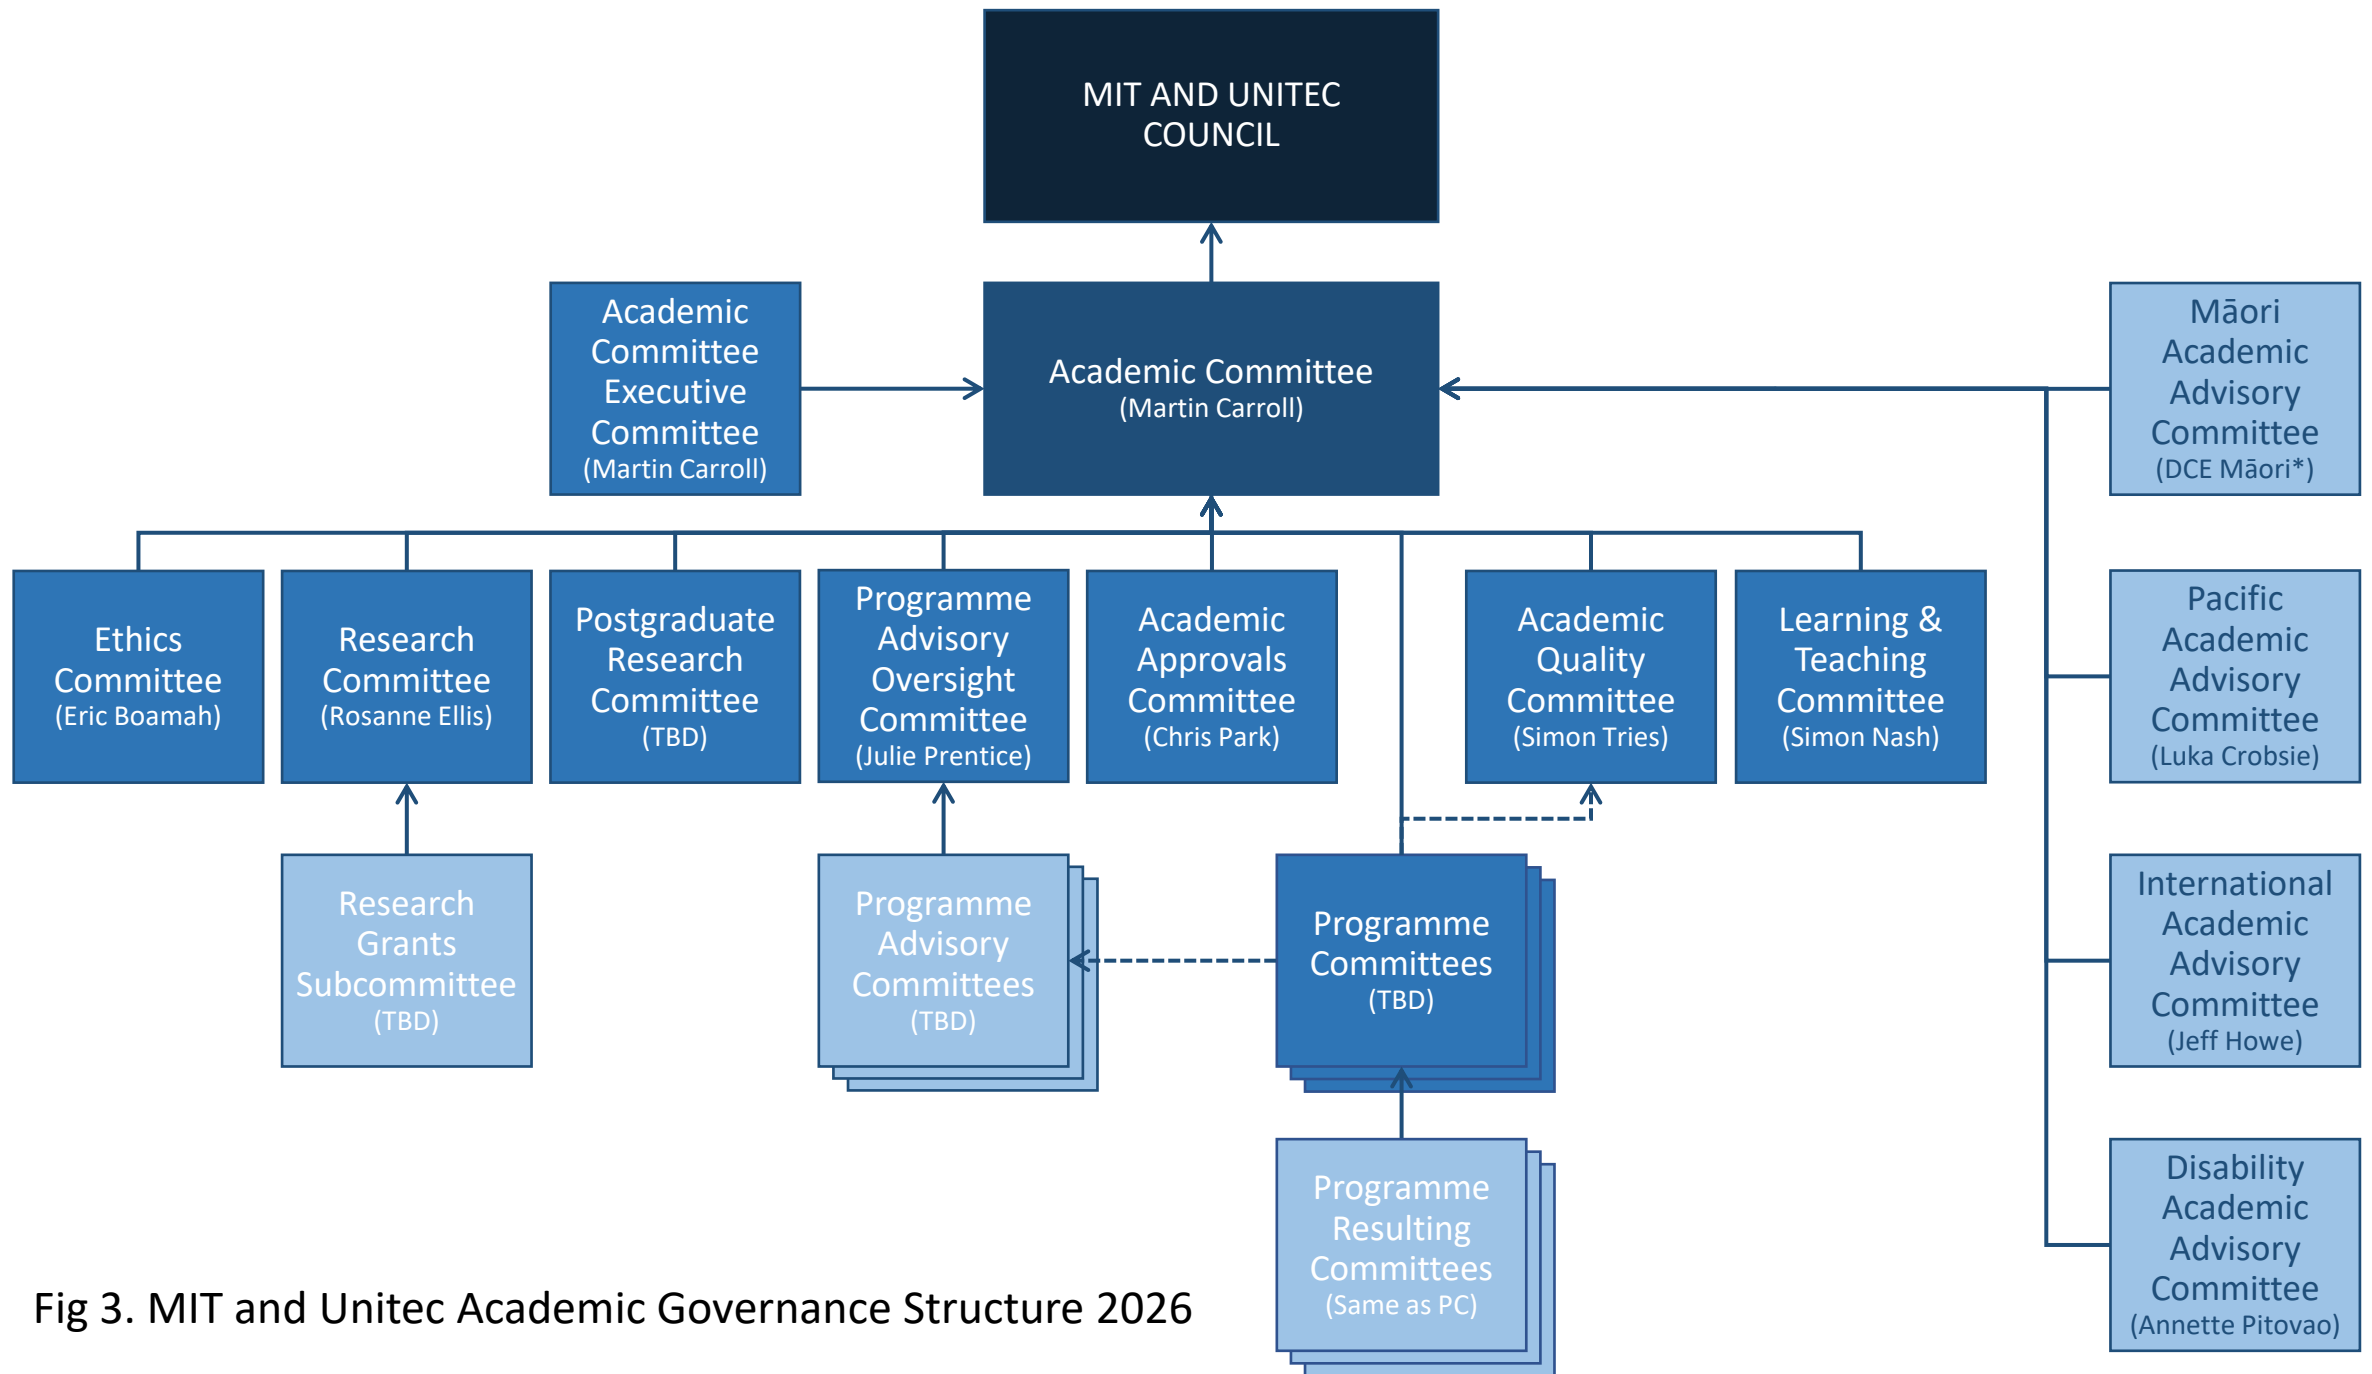 MIT AND UNITEC
COUNCIL
Academic
Committee
Executive
Committee
(Martin Carroll)
Academic Committee
(Martin Carroll)
Māori
Academic
Advisory
Committee
(DCE Māori*)
Ethics
Committee
(Eric Boamah)
Research
Committee
(Rosanne Ellis)
Postgraduate
Research
Committee
(TBD)
Programme
Advisory
Oversight
Committee
(Julie Prentice)
Academic
Approvals
Committee
(Chris Park)
Academic
Quality
Committee
(Simon Tries)
Learning &
Teaching
Committee
(Simon Nash)
Pacific
Academic
Advisory
Committee
(Luka Crobsie)
Research
Grants
Subcommittee
(TBD)
Programme
Advisory
Committees
(TBD)
Programme
Committees
(TBD)
International
Academic
Advisory
Committee
(Jeff Howe)
Programme
Resulting
Committees
(Same as PC)
Disability
Academic
Advisory
Committee
(Annette Pitovao)
Fig 3. MIT and Unitec Academic Governance Structure 2026